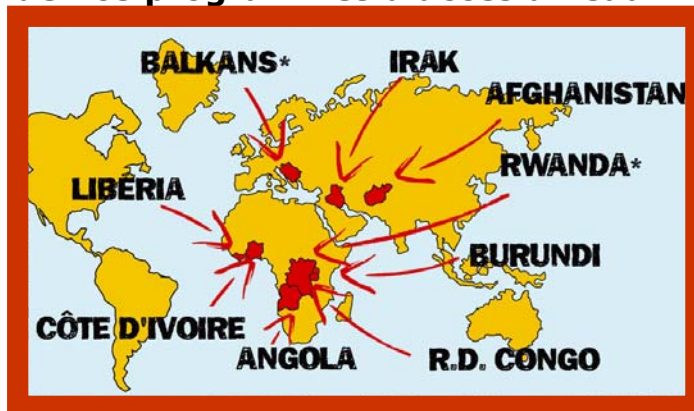 BALKANS*
IRAK
AFGHANISTAN
RWANDA*
LIBERIA
BURUNDI
CÔTE D'IVOIRE
ANGOLA
R.D. CONGO